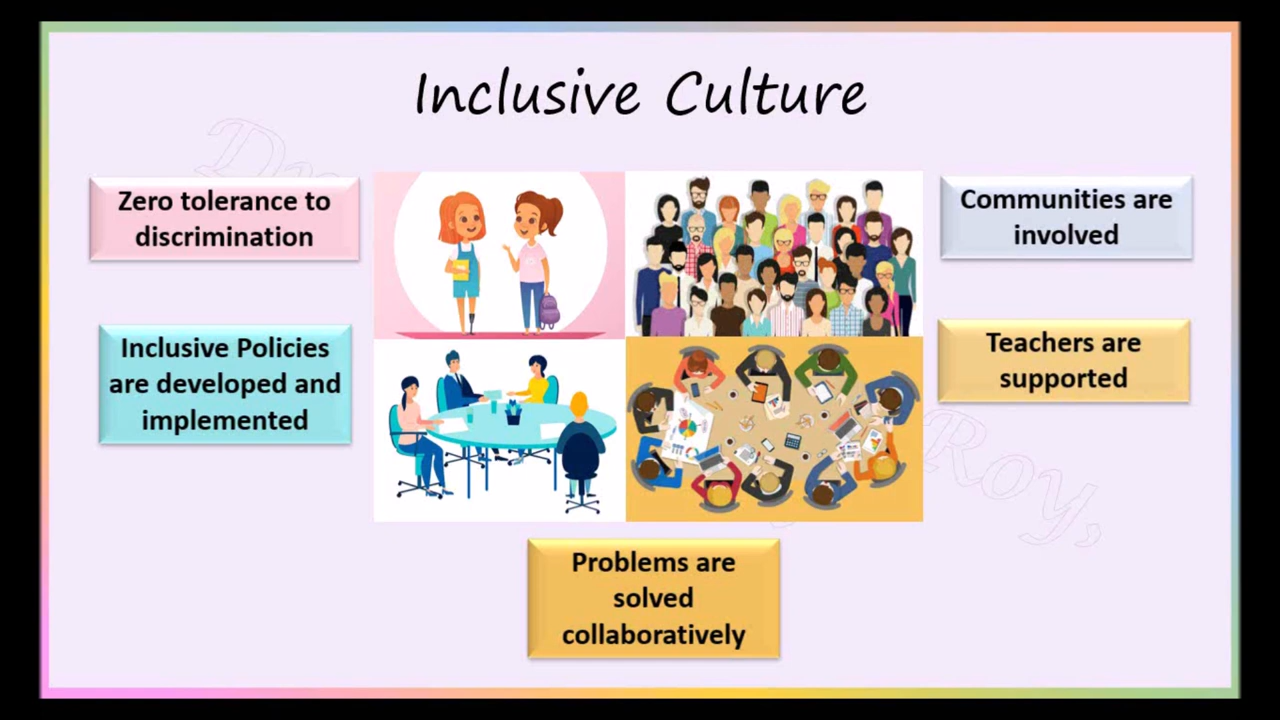 Inclusive Culture
Zero tolerance to
discrimination
Inclusive Policies
are developed and
implemented
Communities are
involved
Teachers are
supported
Problems are
solved
collaboratively
Roy,